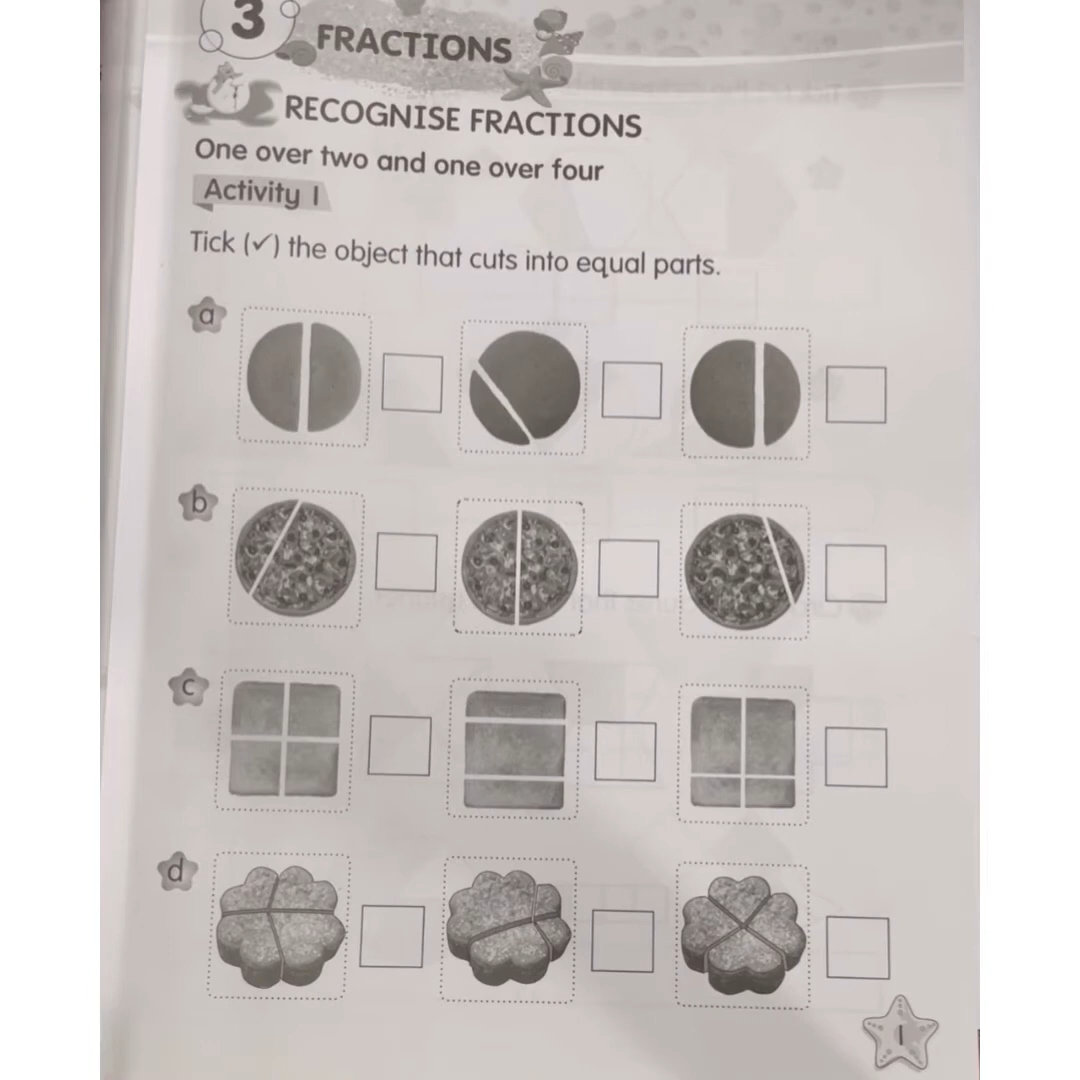 3
FRACTIONS
RECOGNISE FRACTIONS
One over two and one over four
Activity 1
Tick (✓) the object that cuts into equal parts.
a
b
c
d
1